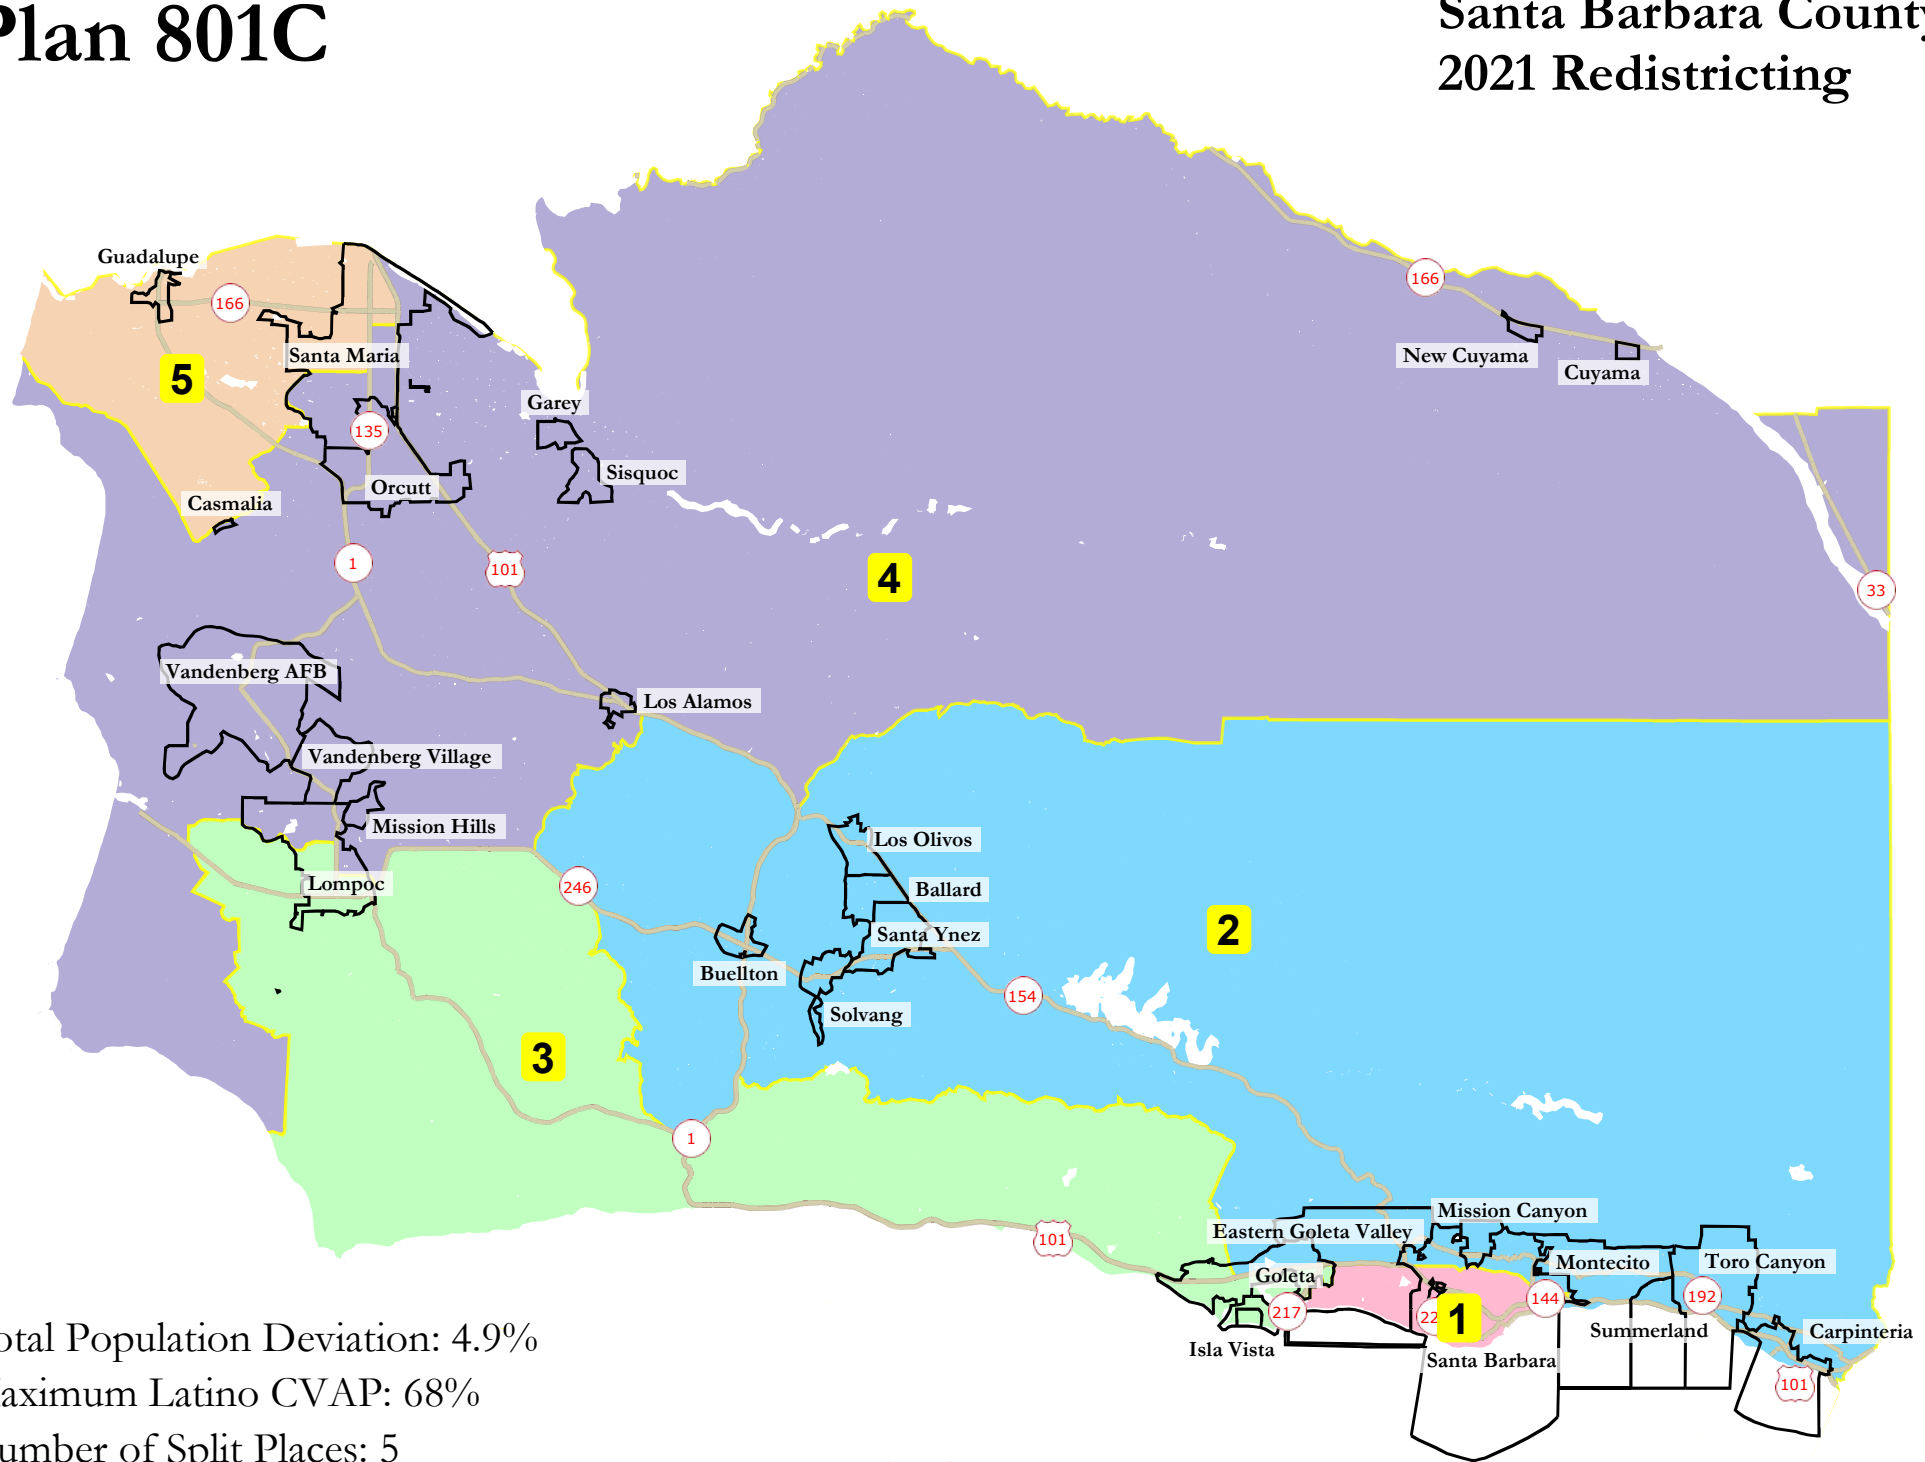 Plan 801C
Santa Barbara County
2021 Redistricting
Guadalupe
166
166
5
Santa Maria
New Cuyama
Cuyama
Garey
135
Sisquoc
Orcutt
Casmalia
1
101
4
33
Vandenberg AFB
Los Alamos
Vandenberg Village
Mission Hills
Los Olivos
Lompoc
246
Ballard
2
Santa Ynez
Buellton
154
Solvang
3
1
Mission Canyon
Eastern Goleta Valley
101
Montecito
Toro Canyon
Goleta
217
22
1
144
192
Summerland
Carpinteria
Isla Vista
Santa Barbara
101
otal Population Deviation: 4.9%
aximum Latino CVAP: 68%
umber of Split Places: 5